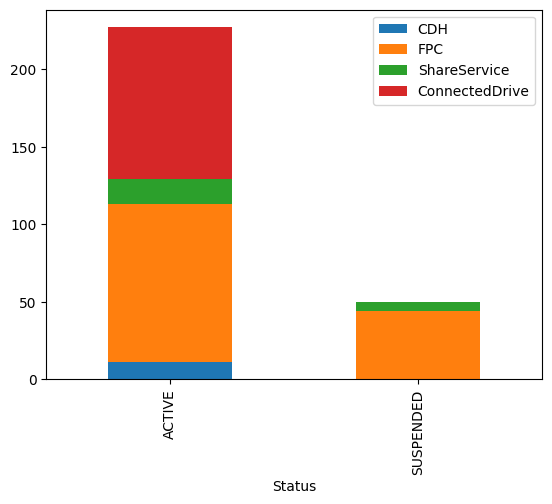 CDH
FPC
ShareService
ConnectedDrive
200
150
100
50
0
ACTIVE
SUSPENDED
Status